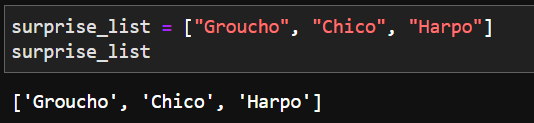 surprise_list = ["Groucho", "Chico", "Harpo"]
surprise_list
['Groucho', 'Chico', 'Harpo']